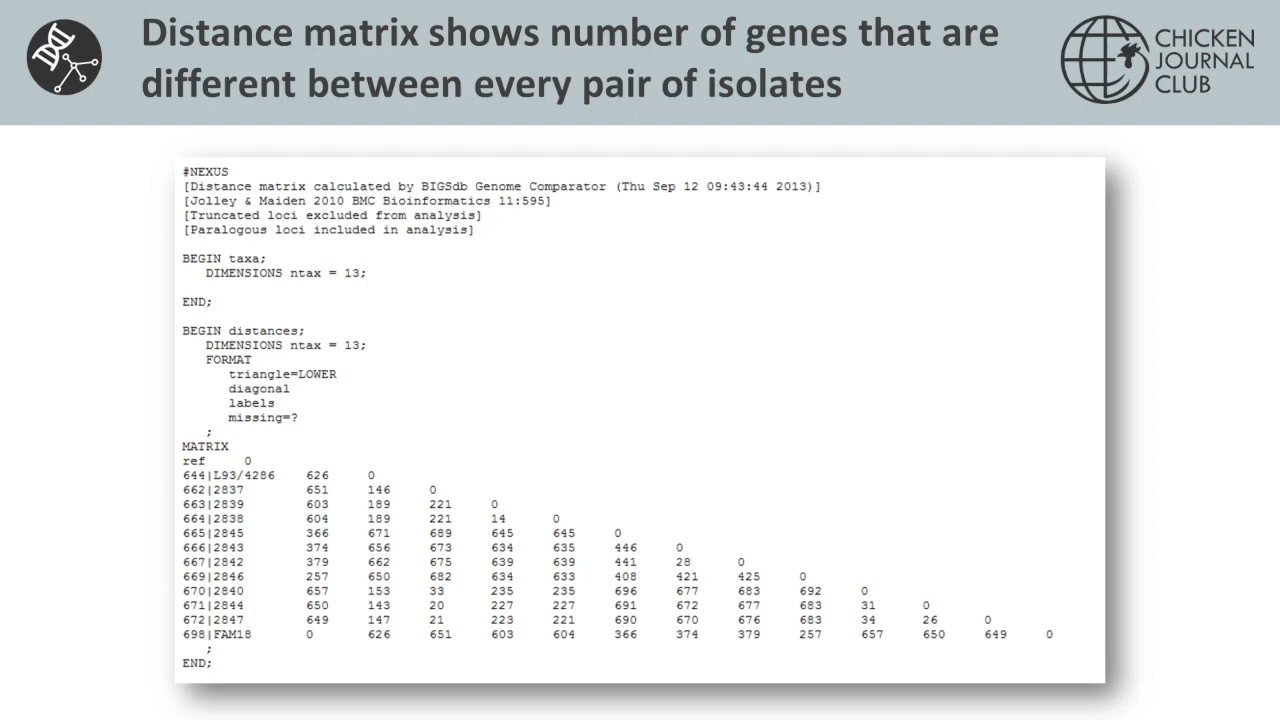 Distance matrix shows number of genes that are
different between every pair of isolates
CHICKEN
JOURNAL
CLUB
#NEXUS
[Distance matrix calculated by BIGSdb Genome Comparator (Thu Sep 12 09:43:44 2013)]
[Jolley & Maiden 2010 BMC Bioinformatics 11:595]
[Truncated loci excluded from analysis]
[Paralogous loci included in analysis]
BEGIN taxa;
DIMENSIONS ntax = 13;
END;
BEGIN distances;
DIMENSIONS ntax = 13;
FORMAT
triangle=LOWER
diagonal
labels
missing=?
;
MATRIX
ref 0
644|L93/4286 626 0
662|2837 651 146 0
663|2839 603 189 221 0
664|2838 604 189 221 14 0
665|2845 366 671 689 645 645 0
666|2843 374 656 673 634 635 446 0
667|2842 379 662 675 639 639 441 28 0
669|2846 257 650 682 634 633 408 421 425 0
670|2840 657 153 33 235 235 696 677 683 692 0
671|2844 650 143 20 227 227 691 672 677 683 31 0
672|2847 649 147 21 223 221 690 670 676 683 34 26 0
698|FAM18 0 626 651 603 604 366 374 379 257 657 650 649 0
;
END;